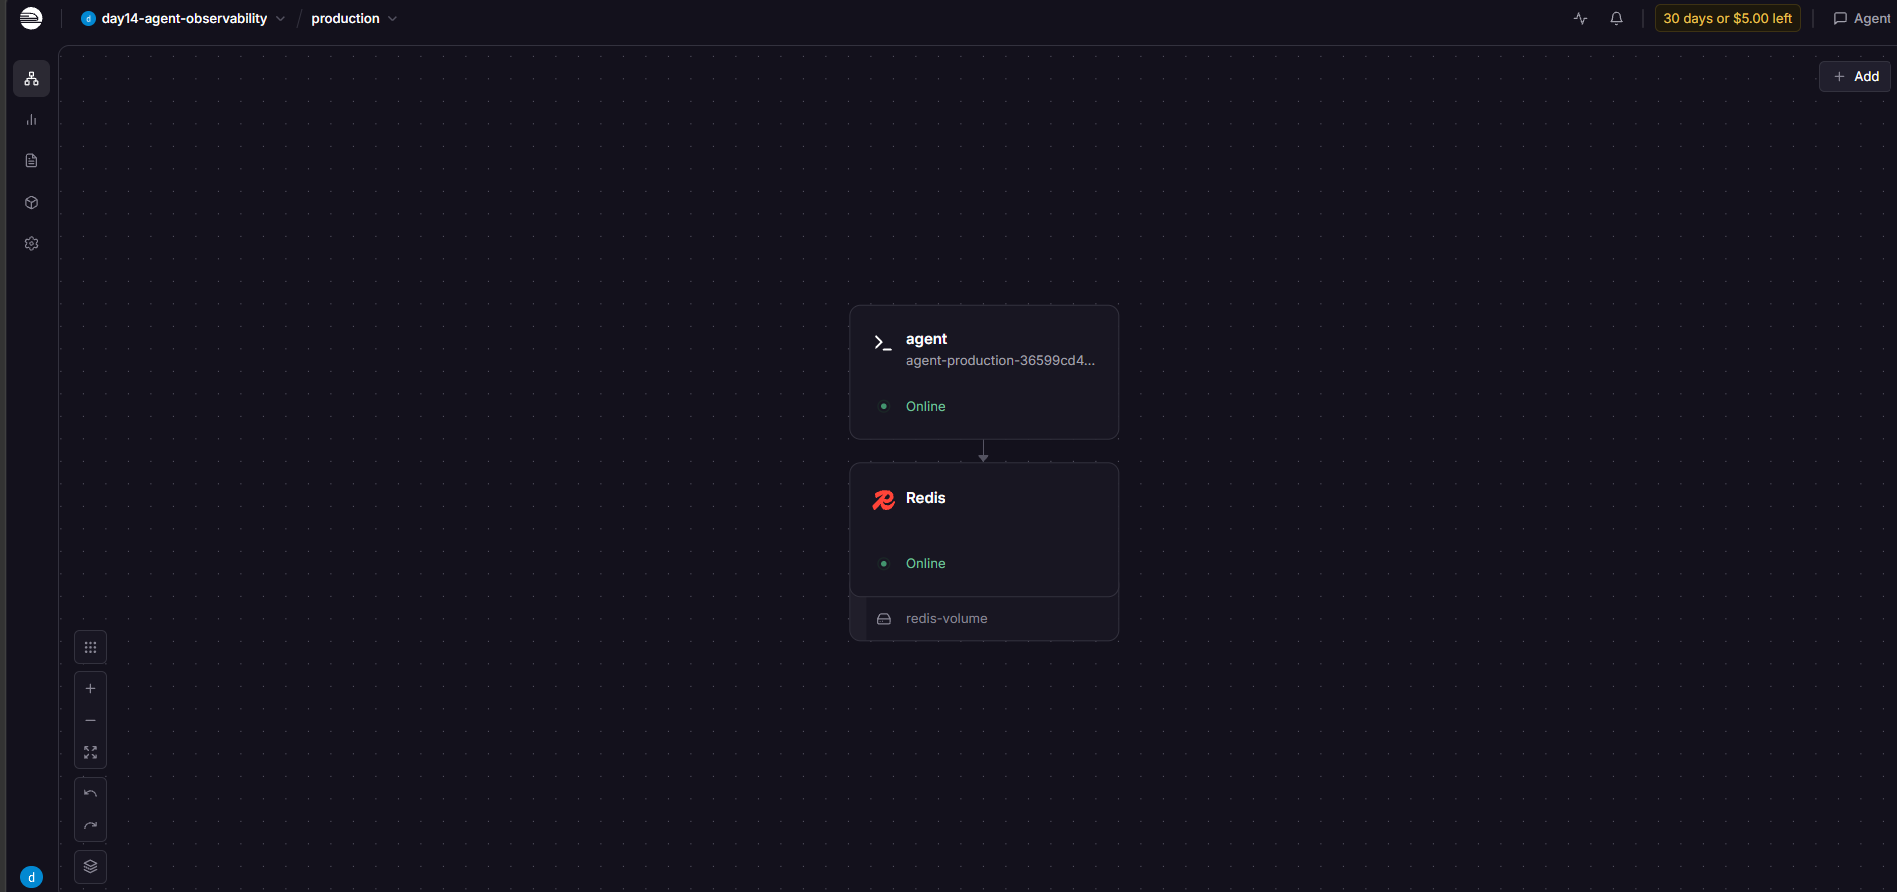 d day14-agent-observability / production
30 days or $5.00 left
Agent
+ Add
agent
agent-production-36599cd4...
Online
Redis
Online
redis-volume
d